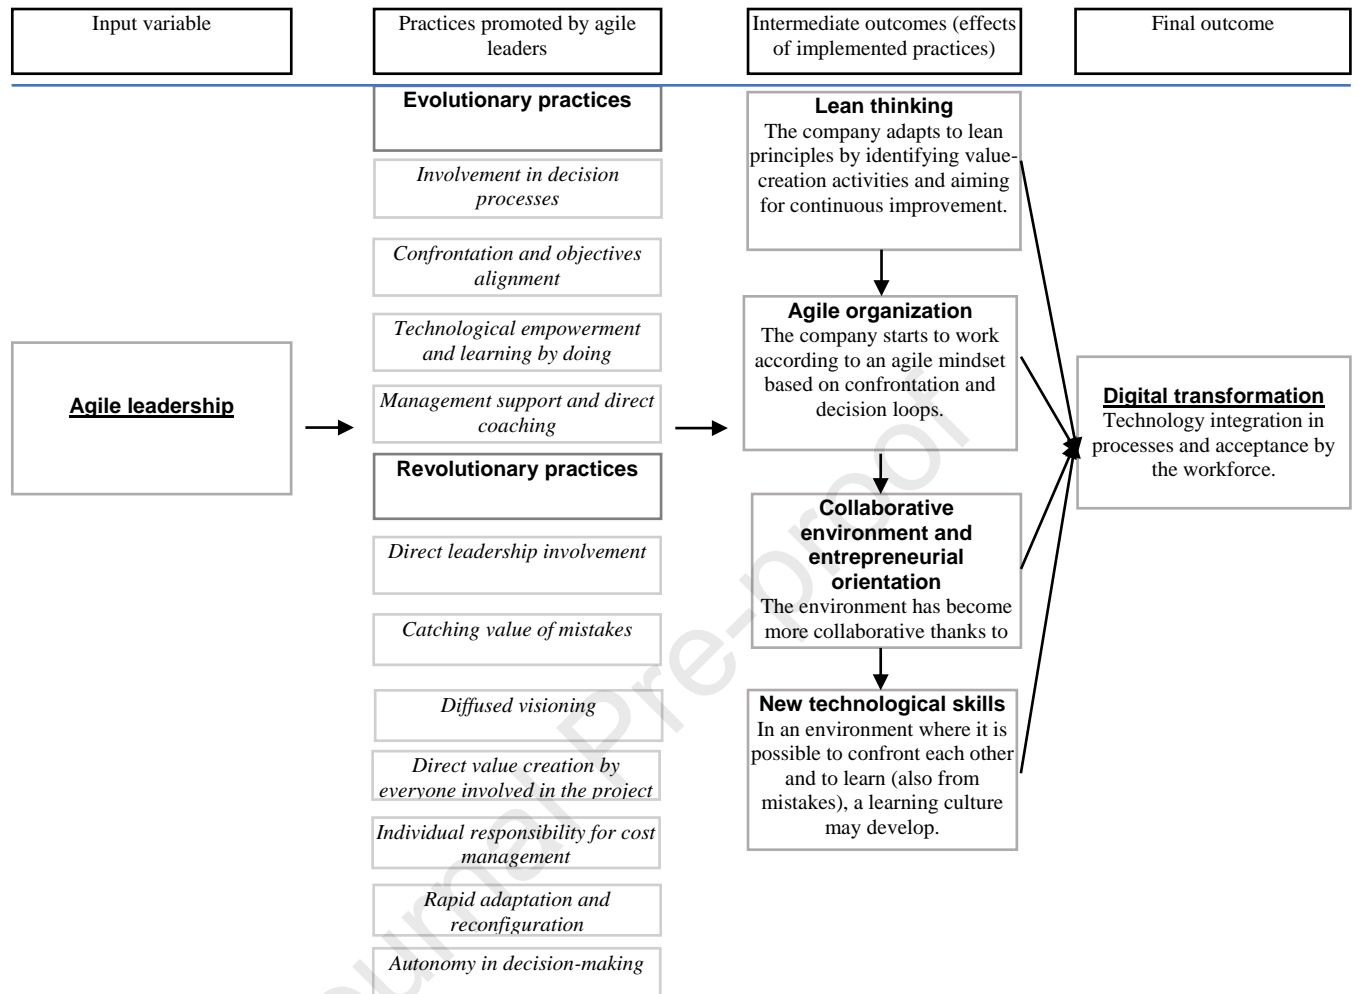 Input variable
Practices promoted by agile
leaders
Intermediate outcomes (effects
of implemented practices)
Final outcome
Evolutionary practices
Involvement in decision
processes
Confrontation and objectives
alignment
Technological empowerment
and learning by doing
Management support and direct
coaching
Revolutionary practices
Direct leadership involvement
Catching value of mistakes
Diffused visioning
Direct value creation by
everyone involved in the project
Individual responsibility for cost
management
Rapid adaptation and
reconfiguration
Autonomy in decision-making
Agile leadership
Lean thinking
The company adapts to lean
principles by identifying value-
creation activities and aiming
for continuous improvement.
Agile organization
The company starts to work
according to an agile mindset
based on confrontation and
decision loops.
Collaborative
environment and
entrepreneurial
orientation
The environment has become
more collaborative thanks to
New technological skills
In an environment where it is
possible to confront each other
and to learn (also from
mistakes), a learning culture
may develop.
Digital transformation
Technology integration in
processes and acceptance by
the workforce.
urnal Pre-proof